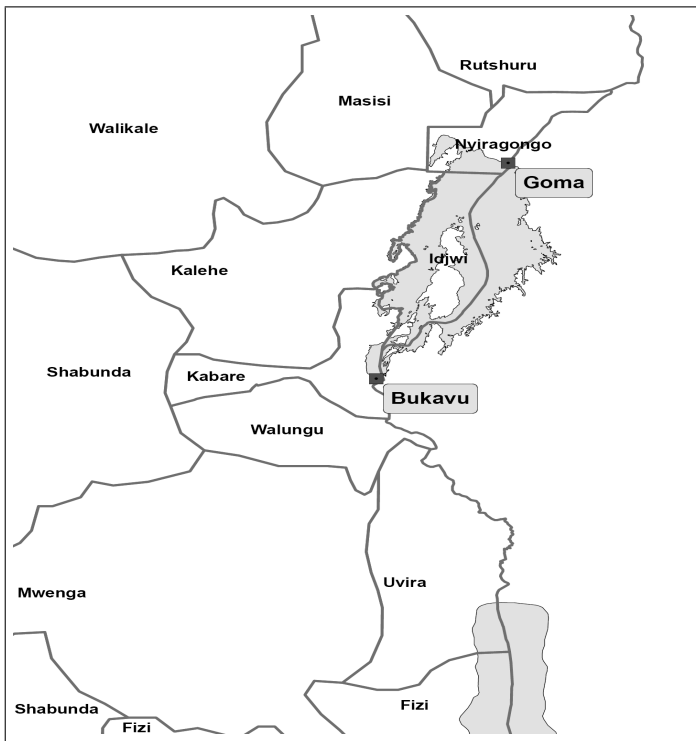 Rutshuru
Masisi
Walikale
Nyiragongo
Goma
Idjwi
Kalehe
Shabunda
Kabare
Bukavu
Walungu
Uvira
Mwenga
Fizi
Shabunda
Fizi